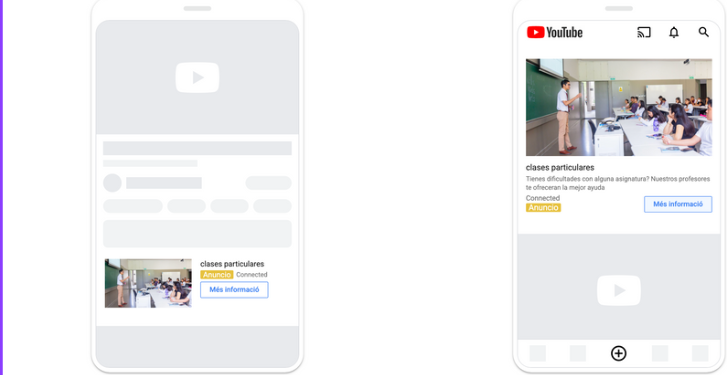 clases particulares
Anuncio Connected
Més informació
YouTube
clases particulares
Tienes dificultades con alguna asignatura? Nuestros profesores
te ofreceran la mejor ayuda
Connected
Anuncio
Més informació